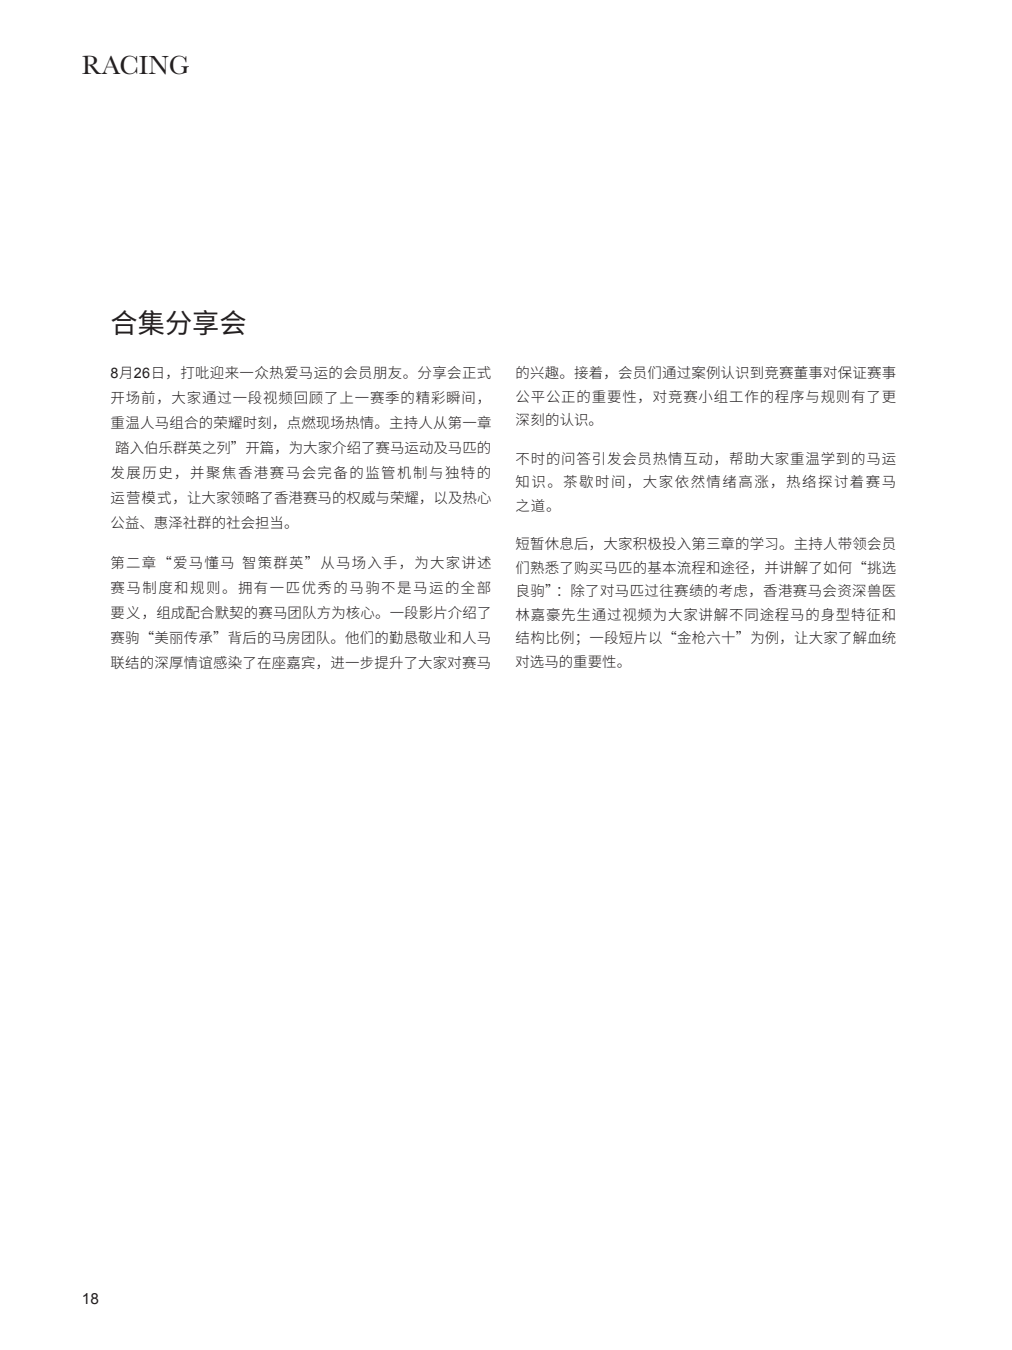 RACING
合集分享会
8月26日，打吡迎来一众热爱马运的会员朋友。分享会正式
开场前，大家通过一段视频回顾了上一赛季的精彩瞬间，
重温人马组合的荣耀时刻，点燃现场热情。主持人从第一章
踏入伯乐群英之列”开篇，为大家介绍了赛马运动及马匹的
发展历史，并聚焦香港赛马会完备的监管机制与独特的
运营模式，让大家领略了香港赛马的权威与荣耀，以及热心
公益、惠泽社群的社会担当。
第二章“爱马懂马 智策群英”从马场入手，为大家讲述
赛马制度和规则。拥有一匹优秀的马驹不是马运的全部
要义，组成配合默契的赛马团队方为核心。一段影片介绍了
赛驹“美丽传承”背后的马房团队。他们的勤恳敬业和人马
联结的深厚情谊感染了在座嘉宾，进一步提升了大家对赛马
的兴趣。接着，会员们通过案例认识到竞赛董事对保证赛事
公平公正的重要性，对竞赛小组工作的程序与规则有了更
深刻的认识。
不时的问答引发会员热情互动，帮助大家重温学到的马运
知识。茶歇时间，大家依然情绪高涨，热络探讨着赛马
之道。
短暂休息后，大家积极投入第三章的学习。主持人带领会员
们熟悉了购买马匹的基本流程和途径，并讲解了如何“挑选
良驹”：除了对马匹过往赛绩的考虑，香港赛马会资深兽医
林嘉豪先生通过视频为大家讲解不同途程马的身型特征和
结构比例；一段短片以“金枪六十”为例，让大家了解血统
对选马的重要性。
18